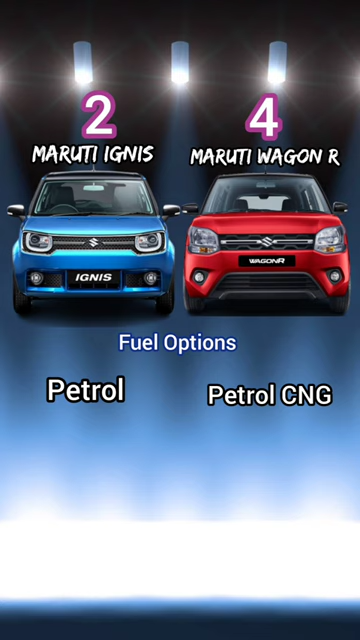 2
4
MARUTI IGNIS
MARUTI WAGON R
IGNIS
WAGONR
Fuel Options
Petrol
Petrol CNG